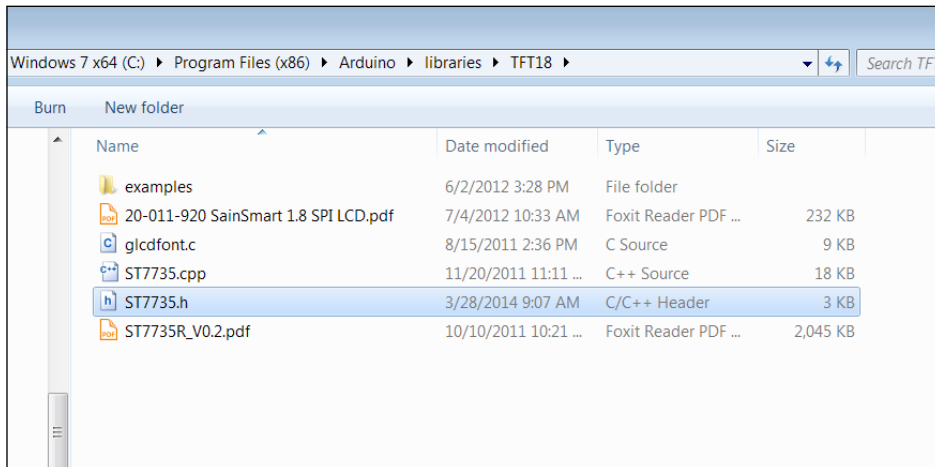 Windows 7 x64 (C:) Program Files (x86) Arduino libraries TFT18 Search TF
Burn New folder
Name Date modified Type Size
examples 6/2/2012 3:28 PM File folder
PDF 20-011-920 SainSmart 1.8 SPI LCD.pdf 7/4/2012 10:33 AM Foxit Reader PDF ... 232 KB
C glcdfont.c 8/15/2011 2:36 PM C Source 9 KB
C++ ST7735.cpp 11/20/2011 11:11 ... C++ Source 18 KB
h ST7735.h 3/28/2014 9:07 AM C/C++ Header 3 KB
PDF ST7735R_V0.2.pdf 10/10/2011 10:21 ... Foxit Reader PDF ... 2,045 KB